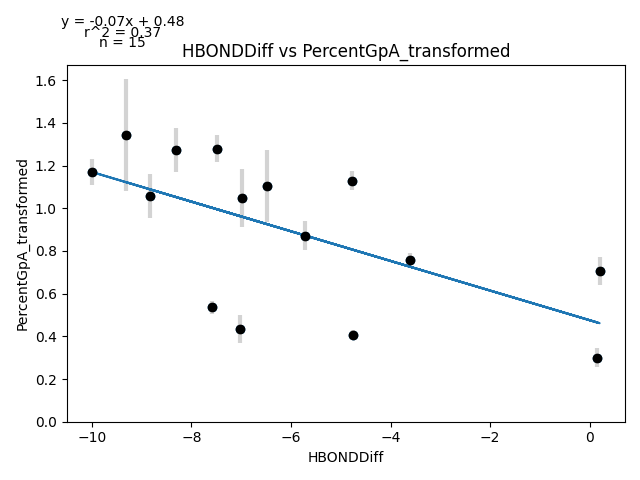 y = -0.07x + 0.48
r^2 = 0.37
n = 15
HBONDDiff vs PercentGpA_transformed
PercentGpA_transformed
1.6
1.4
1.2
1.0
0.8
0.6
0.4
0.2
0.0
−10
−8
−6
−4
−2
0
HBONDDiff